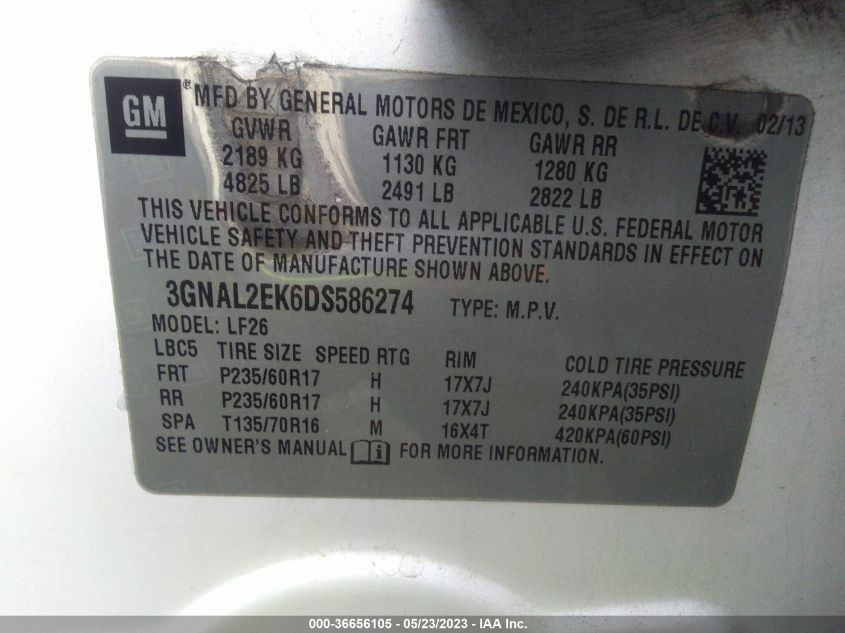 GM ® MFD BY GENERAL MOTORS DE MEXICO, S. DE R.L. DE C.V. 02/13
GVWR GAWR FRT GAWR RR
2189 KG 1130 KG 1280 KG
4825 LB 2491 LB 2822 LB
THIS VEHICLE CONFORMS TO ALL APPLICABLE U.S. FEDERAL MOTOR
VEHICLE SAFETY AND THEFT PREVENTION STANDARDS IN EFFECT ON
THE DATE OF MANUFACTURE SHOWN ABOVE.
3GNAL2EK6DS586274 TYPE: M.P.V.
MODEL: LF26
LBC5 TIRE SIZE SPEED RTG RIM COLD TIRE PRESSURE
FRT P235/60R17 H 17X7J 240KPA(35PSI)
RR P235/60R17 H 17X7J 240KPA(35PSI)
SPA T135/70R16 M 16X4T 420KPA(60PSI)
SEE OWNER'S MANUAL i FOR MORE INFORMATION.
000-36656105 - 05/23/2023 - IAA Inc.